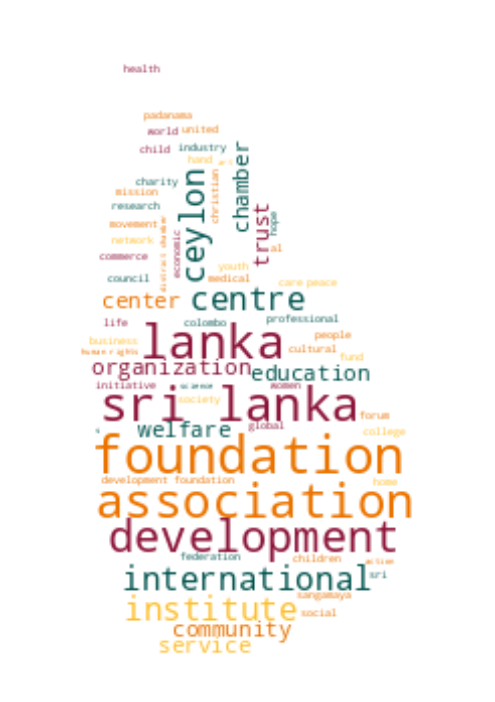 health
padanama
world united
child industry
hand art
charity
mission
research
christian
chamber
ceylon
trust
hope
movement
district chamber
network
economic
al
commerce
youth
council
medical
care peace
center centre
life colombo professional
business
people
human rights
lanka
cultural
fund
organization education
initiative science women
sri lanka
society
forum
s welfare global
college
foundation
development foundation
home
association
development
federation children action
international sri
sangamaya
institute social
community
service